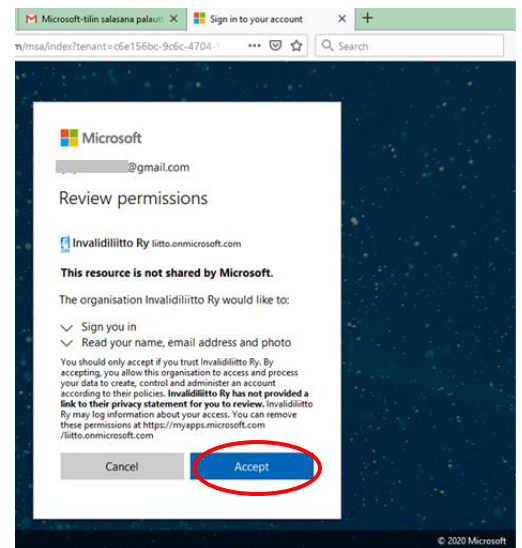 Microsoft-tilin salasana palaut
Sign in to your account
/msa/index?tenant=c6e156bc-9c6c-4704-
Search
Microsoft
@gmail.com
Review permissions
Invalidiliitto Ry liitto.onmicrosoft.com
This resource is not shared by Microsoft.
The organisation Invalidiliitto Ry would like to:
Sign you in
Read your name, email address and photo
You should only accept if you trust Invalidiliitto Ry. By
accepting, you allow this organisation to access and process
your data to create, control and administer an account
according to their policies. Invalidiliitto Ry has not provided a
link to their privacy statement for you to review. Invalidiliitto
Ry may log information about your access. You can remove
these permissions at https://myapps.microsoft.com
/liitto.onmicrosoft.com
Cancel
Accept
© 2020 Microsoft